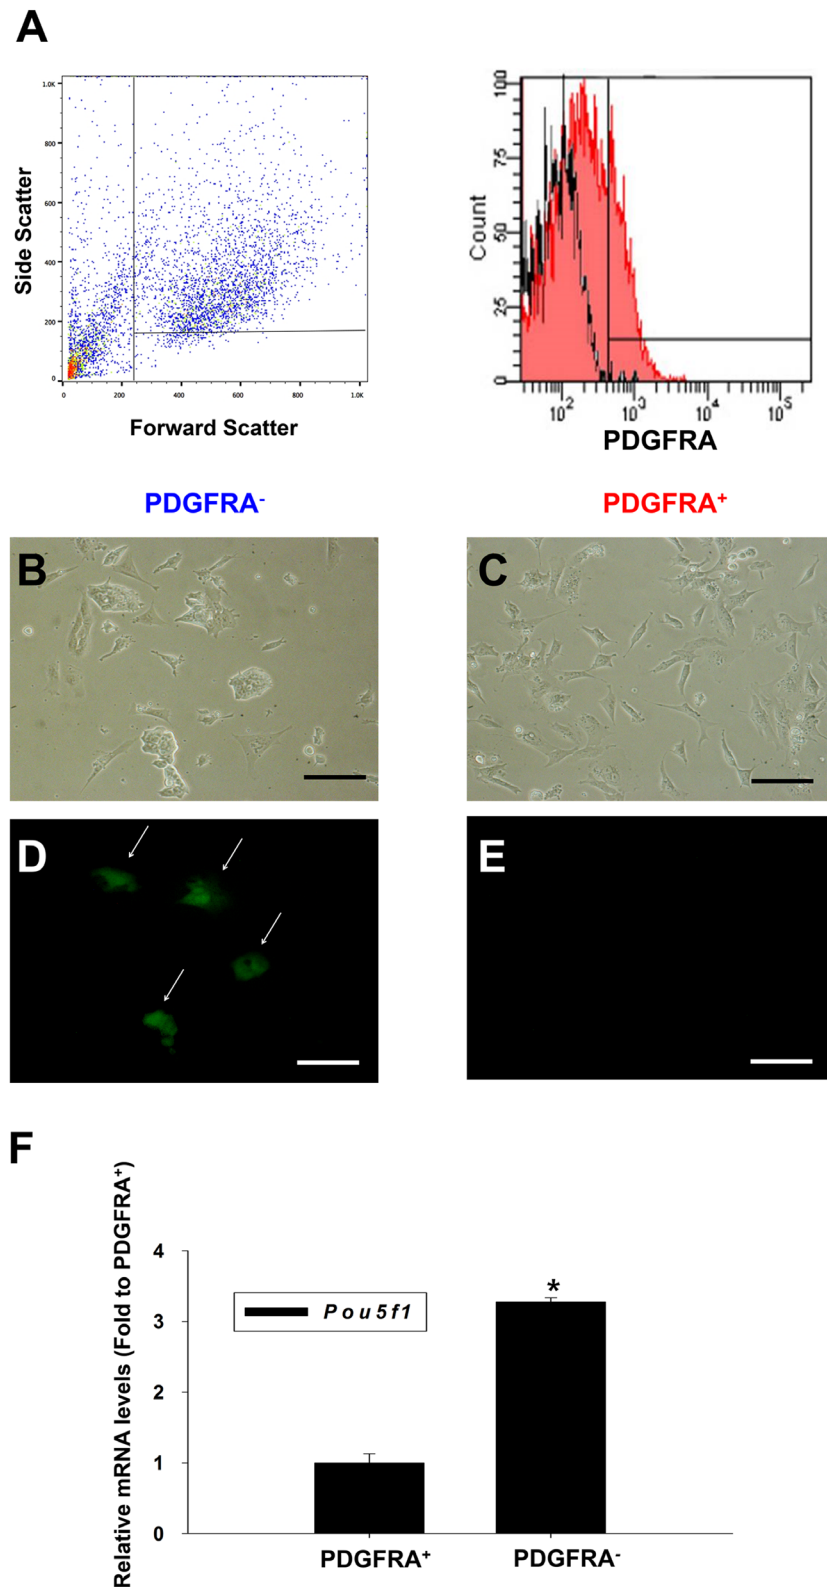 A
1.0K
800
600
400
200
0
Side Scatter
0 200 400 600 800 1.0K
Forward Scatter
100
75
50
25
0
Count
10² 10³ 10⁴ 10⁵
PDGFRA
PDGFRA⁻
PDGFRA⁺
B
C
D
E
F
Relative mRNA levels (Fold to PDGFRA⁺)
4
3
2
1
0
*
Pou5f1
PDGFRA⁺ PDGFRA⁻